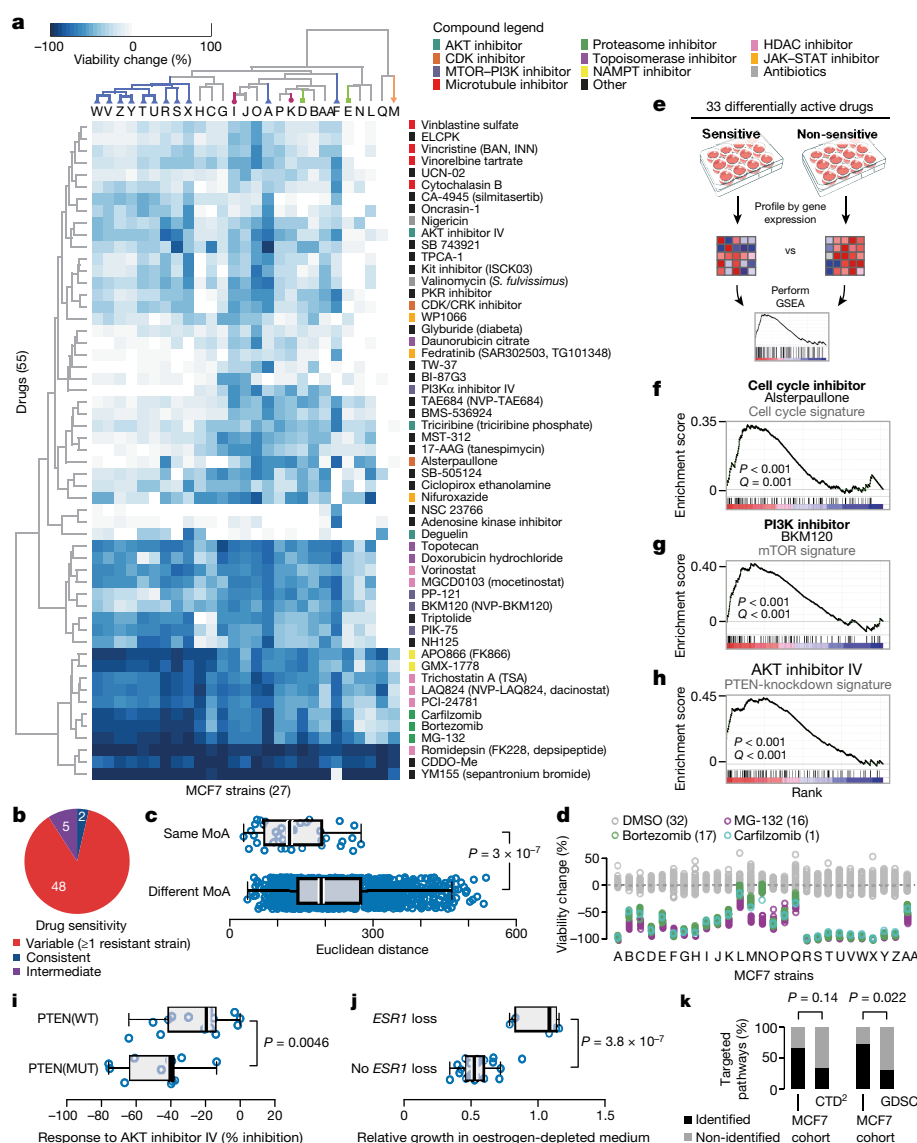 a
−100
0
100
Viability change (%)
Compound legend
AKT inhibitor
CDK inhibitor
MTOR–PI3K inhibitor
Microtubule inhibitor
Proteasome inhibitor
Topoisomerase inhibitor
NAMPT inhibitor
Other
HDAC inhibitor
JAK–STAT inhibitor
Antibiotics
W V Z Y T U R S X H C G I J O A P K D B AA F E N L Q M
Drugs (55)
Vinblastine sulfate
ELCPK
Vincristine (BAN, INN)
Vinorelbine tartrate
UCN-02
Cytochalasin B
CA-4945 (silmitasertib)
Oncrasin-1
Nigericin
AKT inhibitor IV
SB 743921
TPCA-1
Kit inhibitor (ISCK03)
Valinomycin (S. fulvissimus)
PKR inhibitor
CDK/CRK inhibitor
WP1066
Glyburide (diabeta)
Daunorubicin citrate
Fedratinib (SAR302503, TG101348)
TW-37
BI-87G3
PI3Kα inhibitor IV
TAE684 (NVP-TAE684)
BMS-536924
Triciribine (triciribine phosphate)
MST-312
17-AAG (tanespimycin)
Alsterpaullone
SB-505124
Ciclopirox ethanolamine
Nifuroxazide
NSC 23766
Adenosine kinase inhibitor
Deguelin
Topotecan
Doxorubicin hydrochloride
Vorinostat
MGCD0103 (mocetinostat)
PP-121
BKM120 (NVP-BKM120)
Triptolide
PIK-75
NH125
APO866 (FK866)
GMX-1778
Trichostatin A (TSA)
LAQ824 (NVP-LAQ824, dacinostat)
PCI-24781
Carfilzomib
Bortezomib
MG-132
Romidepsin (FK228, depsipeptide)
CDDO-Me
YM155 (sepantronium bromide)
MCF7 strains (27)
e
33 differentially active drugs
Sensitive
Non-sensitive
Profile by gene
expression
vs
Perform
GSEA
f
Cell cycle inhibitor
Alsterpaullone
Cell cycle signature
Enrichment score
0.35
P < 0.001
Q = 0.001
0
g
PI3K inhibitor
BKM120
mTOR signature
Enrichment score
0.40
P < 0.001
Q < 0.001
0
h
AKT inhibitor IV
PTEN-knockdown signature
Enrichment score
0.45
P < 0.001
Q < 0.001
0
Rank
b
2
5
48
Drug sensitivity
Variable (≥1 resistant strain)
Consistent
Intermediate
c
Same MoA
Different MoA
P = 3 × 10⁻⁷
0
300
600
Euclidean distance
d
DMSO (32)
MG-132 (16)
Bortezomib (17)
Carfilzomib (1)
Viability change (%)
50
0
−50
−100
A B C D E F G H I J K L M N O P Q R S T U V W X Y Z AA
MCF7 strains
i
PTEN(WT)
PTEN(MUT)
P = 0.0046
−100 −80 −60 −40 −20 0 20
Response to AKT inhibitor IV (% inhibition)
j
ESR1 loss
No ESR1 loss
P = 3.8 × 10⁻⁷
0 0.5 1.0 1.5
Relative growth in oestrogen-depleted medium
k
P = 0.14
P = 0.022
Targeted
pathways (%)
100
50
0
CTD²
GDSC
MCF7
cohort
MCF7
cohort
Identified
Non-identified